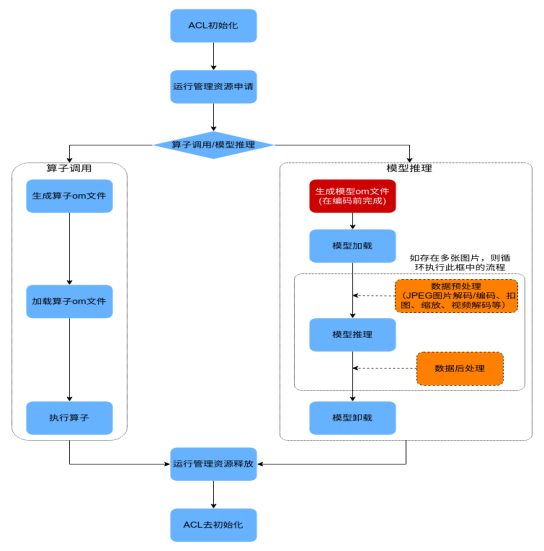 ACL初始化
运行管理资源申请
算子调用/模型推理
算子调用
生成算子om文件
加载算子om文件
执行算子
模型推理
生成模型om文件
(在编码前完成)
模型加载
如存在多张图片，则循
环执行此框中的流程
数据预处理
（JPEG图片解码/编码、抠
图、缩放、视频解码等）
模型推理
数据后处理
模型卸载
运行管理资源释放
ACL去初始化